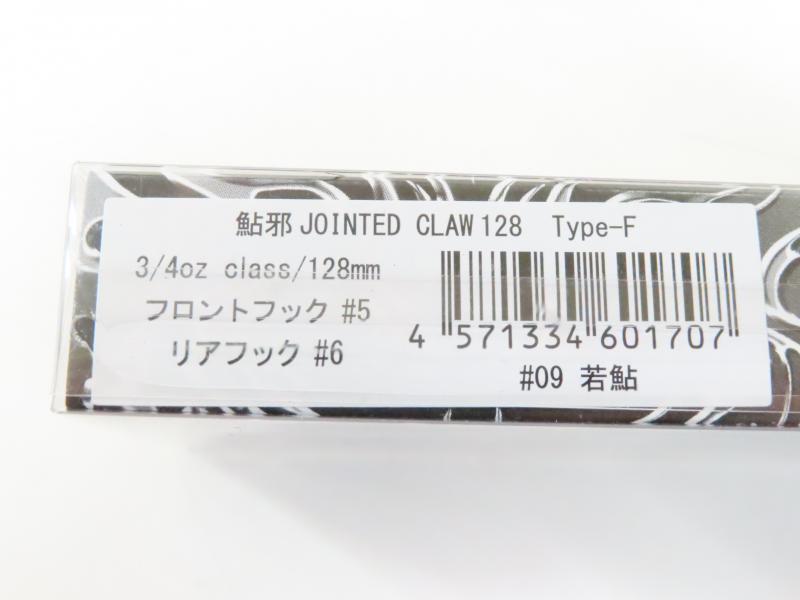 鮎邪 JOINTED CLAW 128 Type-F
3/4oz class/128mm
フロントフック #5
リアフック #6
4 571334 601707
#09 若鮎